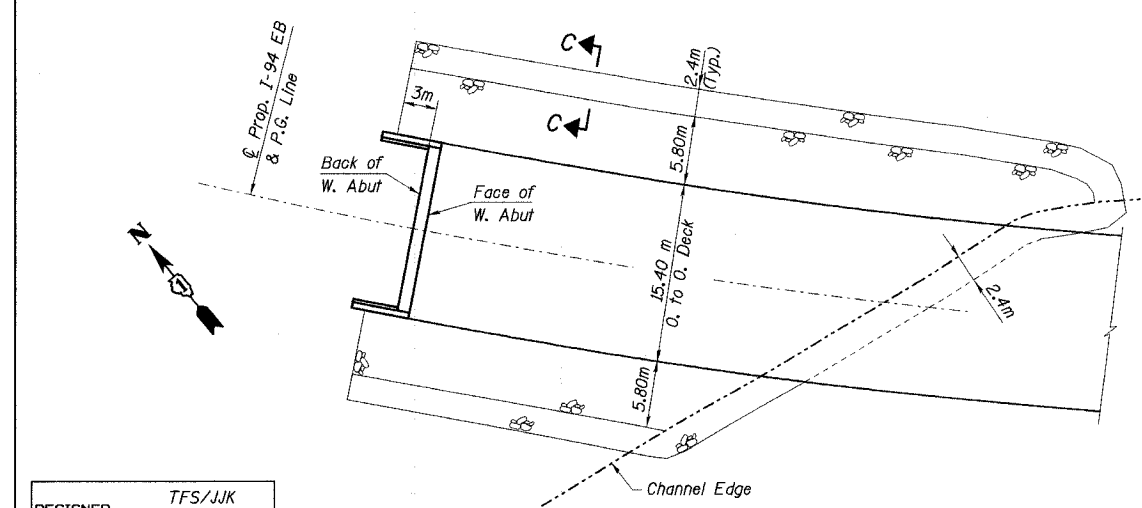 ℄ Prop. I-94 EB
& P.G. Line
C
C
2.4m
(Typ.)
3m
5.80m
Back of
W. Abut
Face of
W. Abut
N
1
15.40 m
O. to O. Deck
2.4m
5.80m
Channel Edge
TFS/JJK
DESIGNER